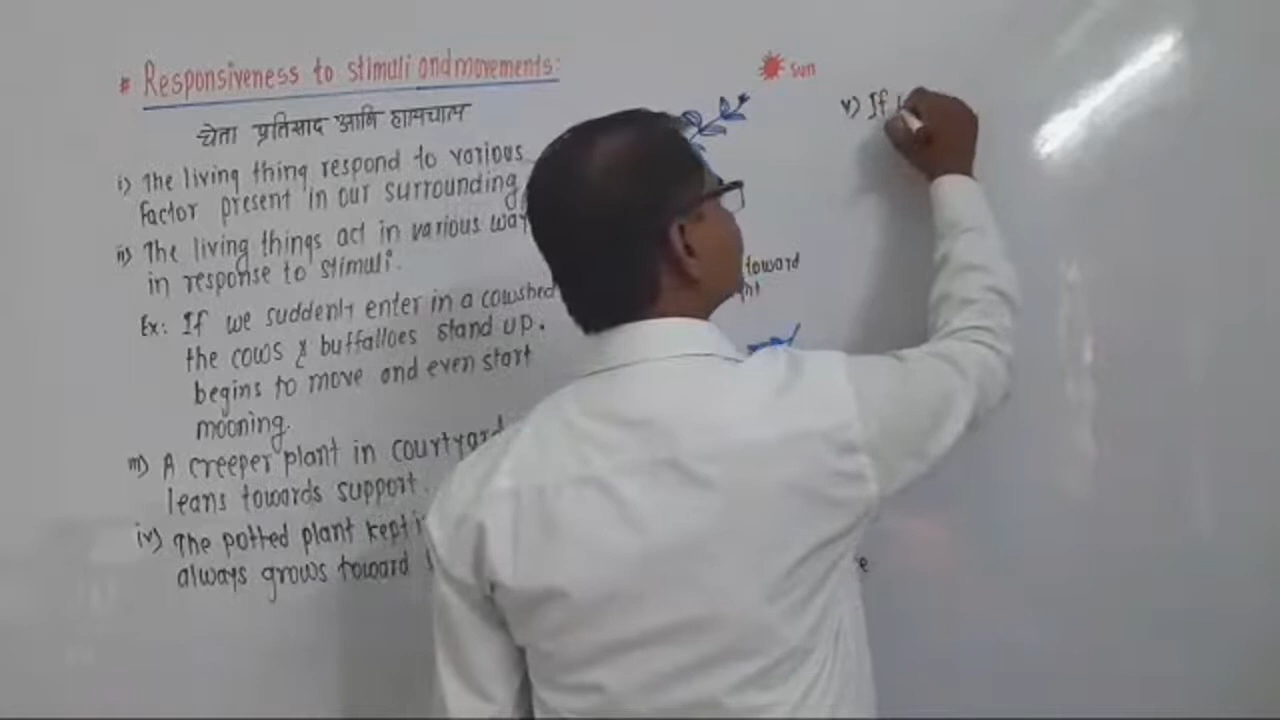 # Responsiveness to stimuli and movements:
चेता प्रतिसाद आणि हालचाल
i) The living thing respond to various
factor present in our surrounding
ii) The living things act in various way
in response to stimuli.
Ex: If we suddenly enter in a cowshed
the cows & buffalloes stand up.
begins to move and even start
mooning.
iii) A creeper plant in courtyard
leans towards support.
iv) The potted plant kept i
always grows toward
Sun
toward
v) If